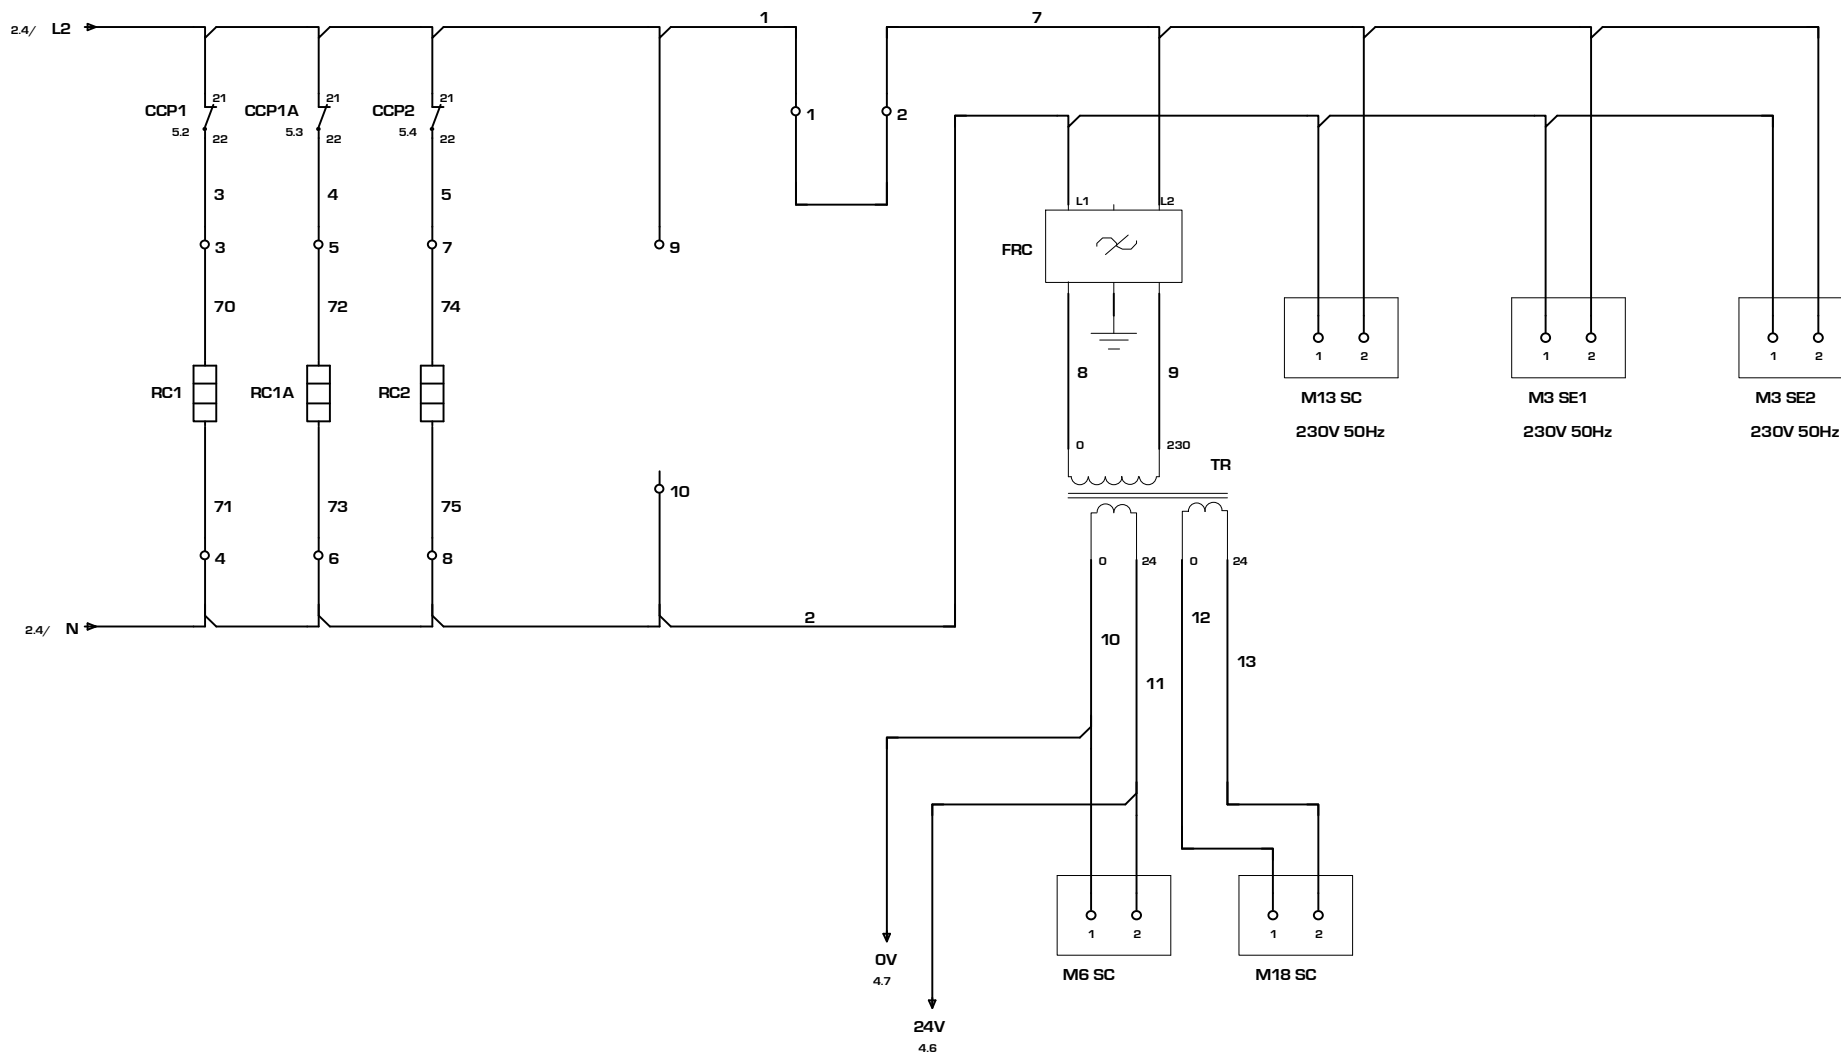 2.4/ L2 1 7
CCP1 21 CCP1A 21 CCP2 21
5.2 22 5.3 22 5.4 22
1 2
3 4 5
L1 L2
3 5 7 9
FRC
70 72 74
1 2 1 2 1 2
8 9
RC1 RC1A RC2
M13 SC M3 SE1 M3 SE2
230V 50Hz 230V 50Hz 230V 50Hz
0 230
TR
10
71 73 75
4 6 8
0 24 0 24
2.4/ N 2 12
10
13
11
1 2 1 2
0V
4.7
M6 SC M18 SC
24V
4.6